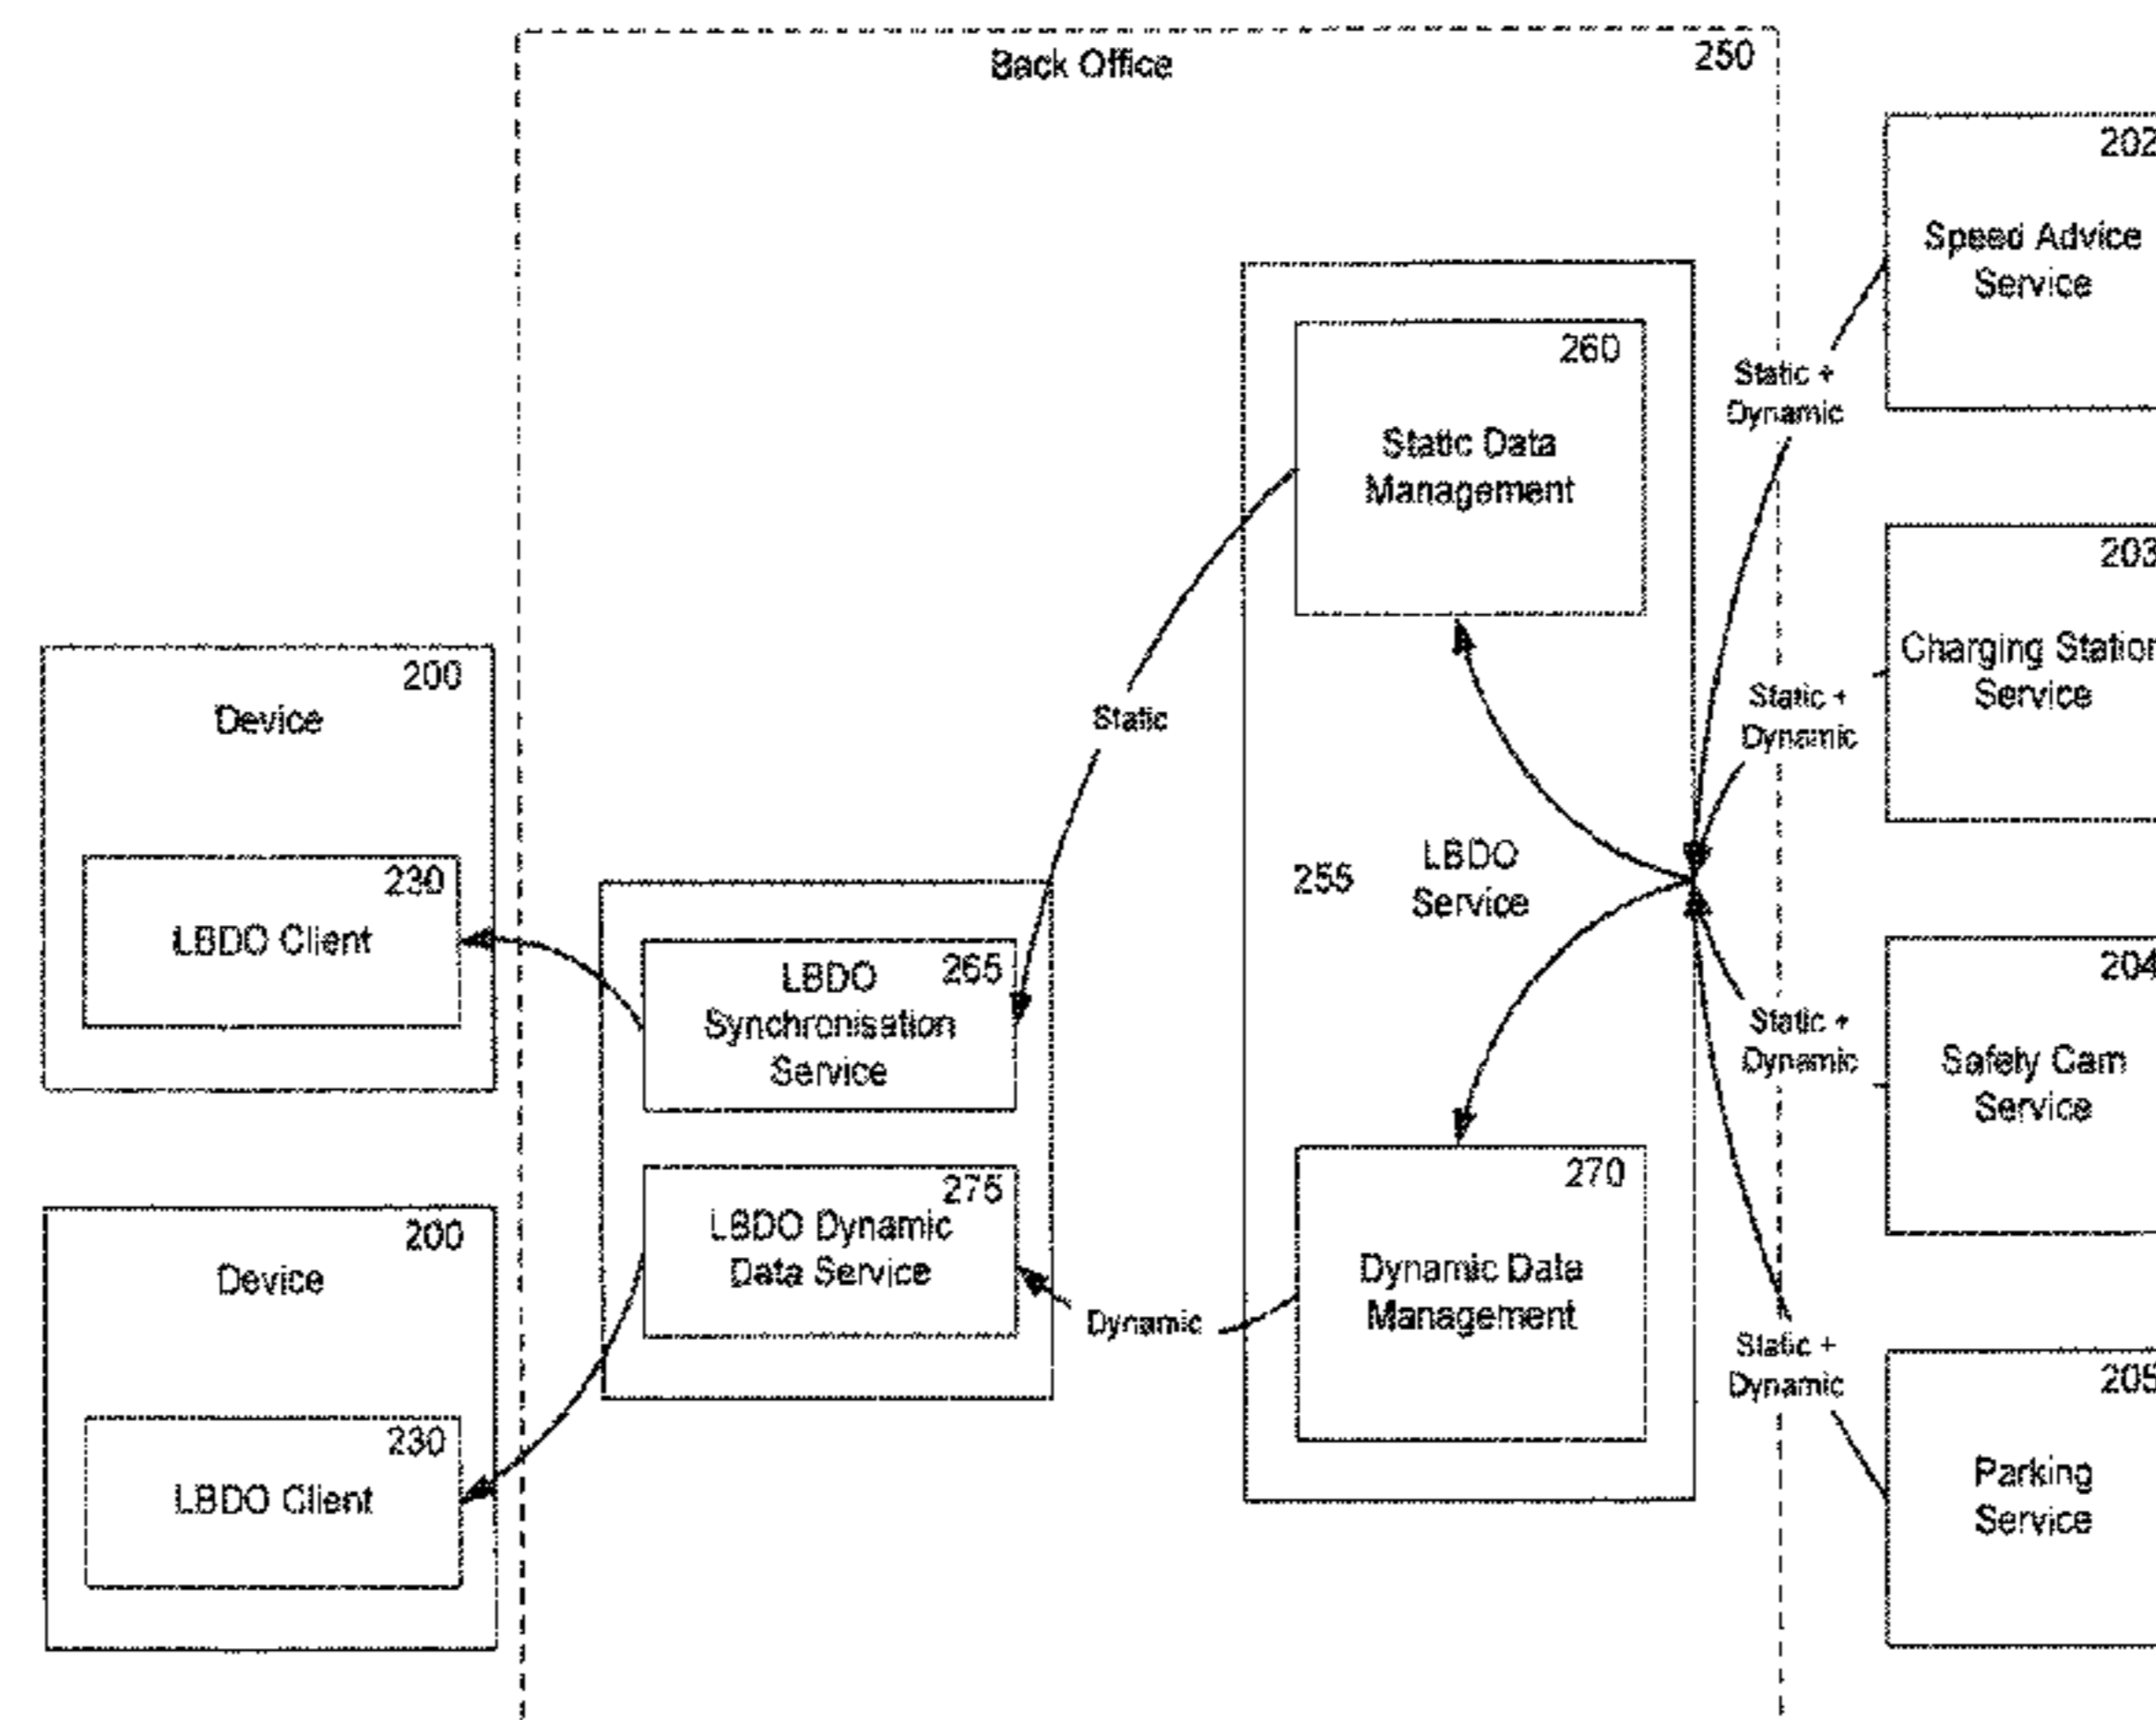 Back Office
250
202
Speed Advice
Service
260
Static Data
Management
Static +
Dynamic
203
Charging Station
Service
Static +
Dynamic
200
Device
230
LBDO Client
Static
255
LBDO
Service
265
LBDO
Synchronisation
Service
204
Safety Cam
Service
Static +
Dynamic
275
LBDO Dynamic
Data Service
Dynamic
270
Dynamic Data
Management
200
Device
230
LBDO Client
Static +
Dynamic
205
Parking
Service